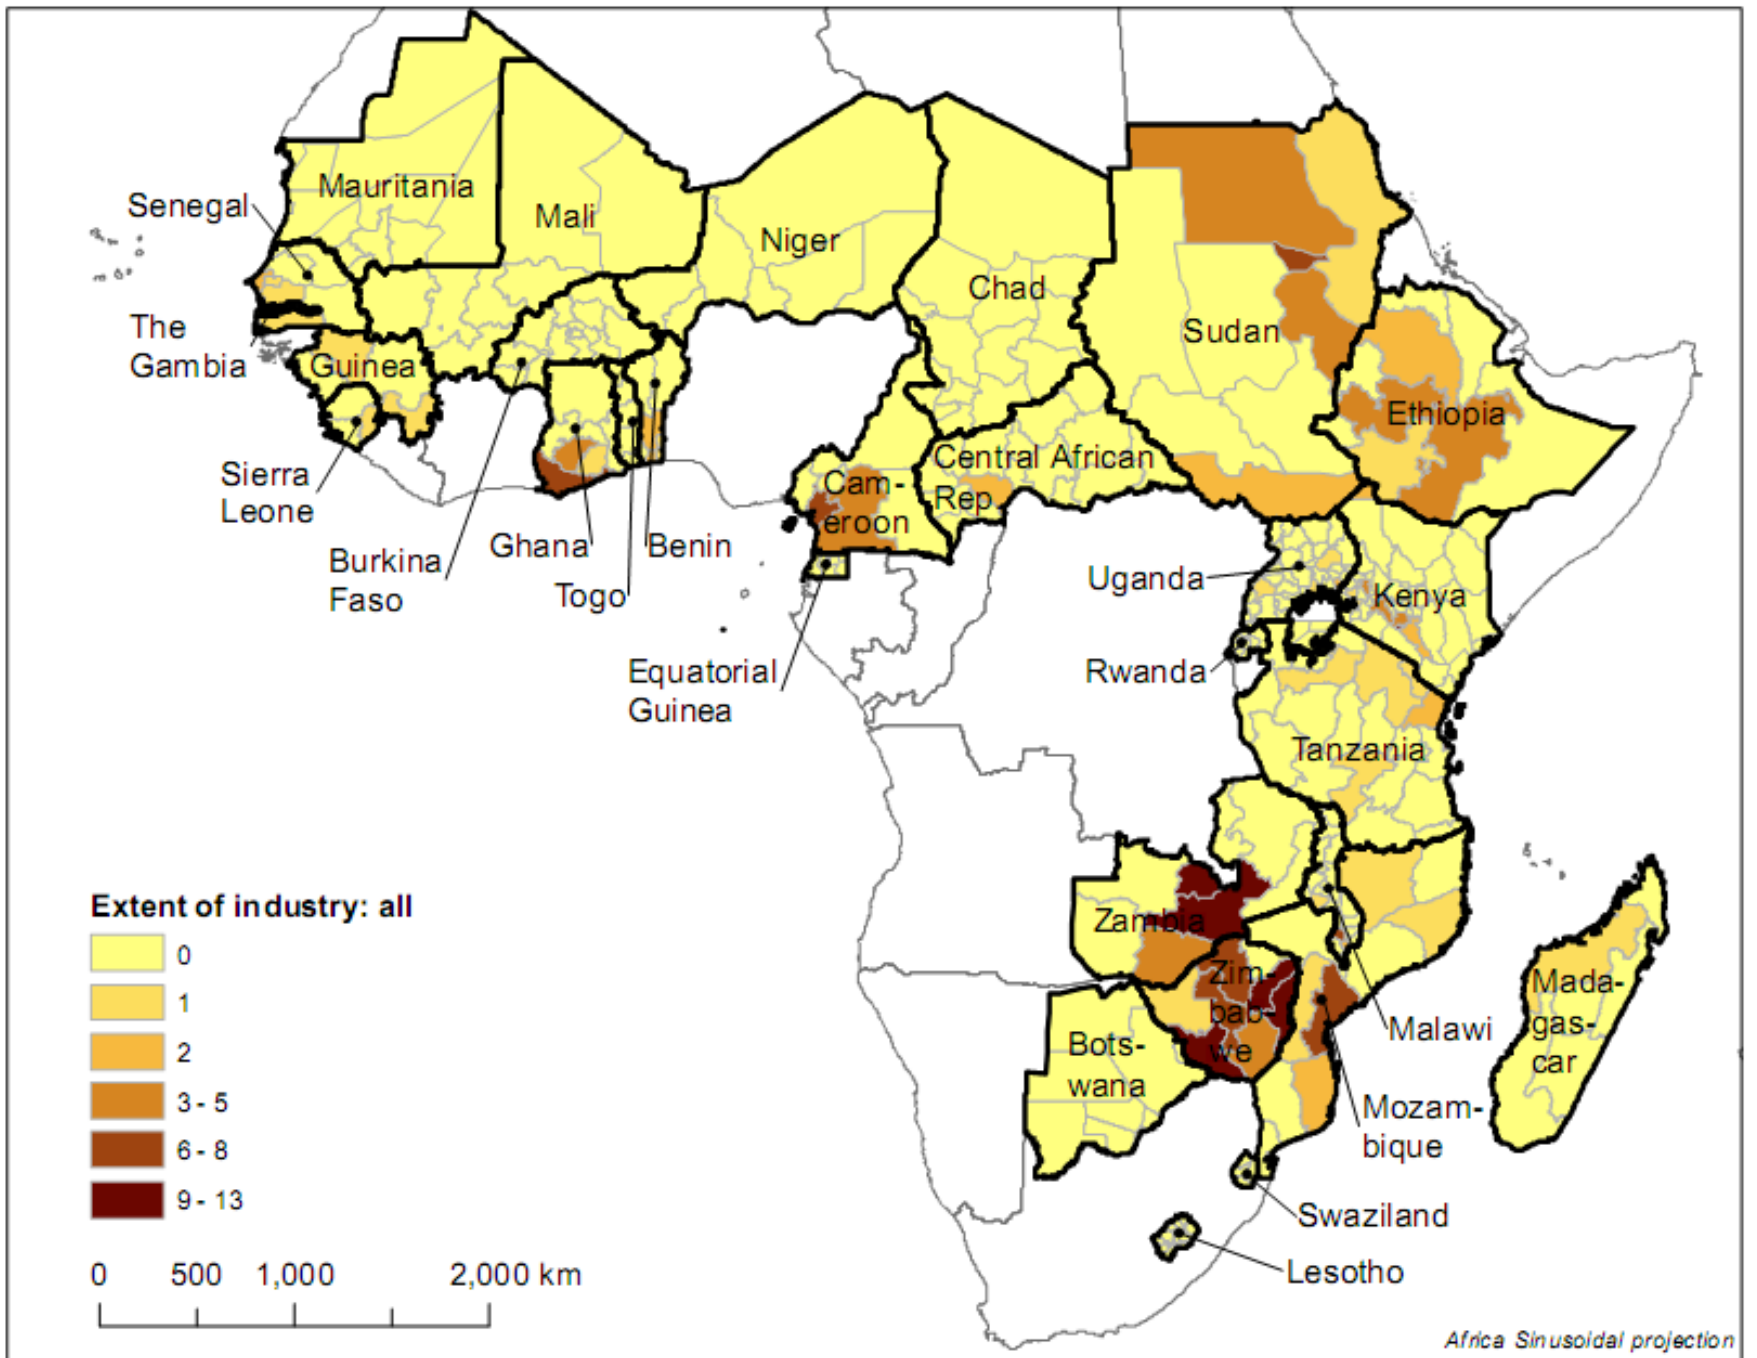 Mauritania
Senegal
Mali
Niger
Chad
Sudan
The
Gambia
Guinea
Ethiopia
Sierra
Leone
Central African
Rep.
Cam-
eroon
Burkina
Faso
Ghana
Benin
Togo
Uganda
Kenya
Equatorial
Guinea
Rwanda
Tanzania
Extent of industry: all
0
1
2
3 - 5
6 - 8
9 - 13
Zambia
Zim-
bab-
we
Mada-
gas-
car
Malawi
Bots-
wana
Mozam-
bique
Swaziland
Lesotho
0 500 1,000 2,000 km
Africa Sinusoidal projection